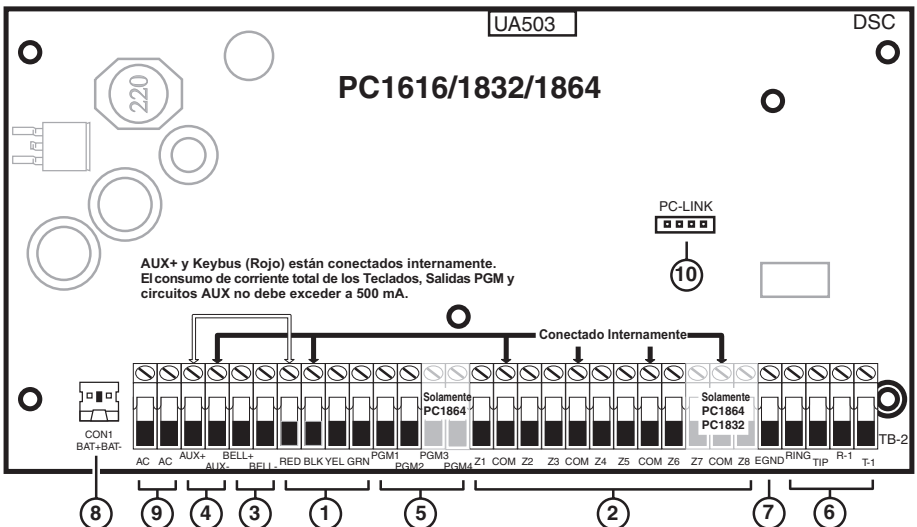 UA503
DSC
PC1616/1832/1864
220
PC-LINK
10
AUX+ y Keybus (Rojo) están conectados internamente.
El consumo de corriente total de los Teclados, Salidas PGM y
circuitos AUX no debe exceder a 500 mA.
Conectado Internamente
Solamente
PC1864
Solamente
PC1864
PC1832
CON1
BAT+BAT-
TB-2
AC AC AUX+ AUX- BELL+ BELL- RED BLK YEL GRN PGM1 PGM2 PGM3 PGM4 Z1 COM Z2 Z3 COM Z4 Z5 COM Z6 Z7 COM Z8 EGND RING TIP R-1 T-1
8 9 4 3 1 5 2 7 6